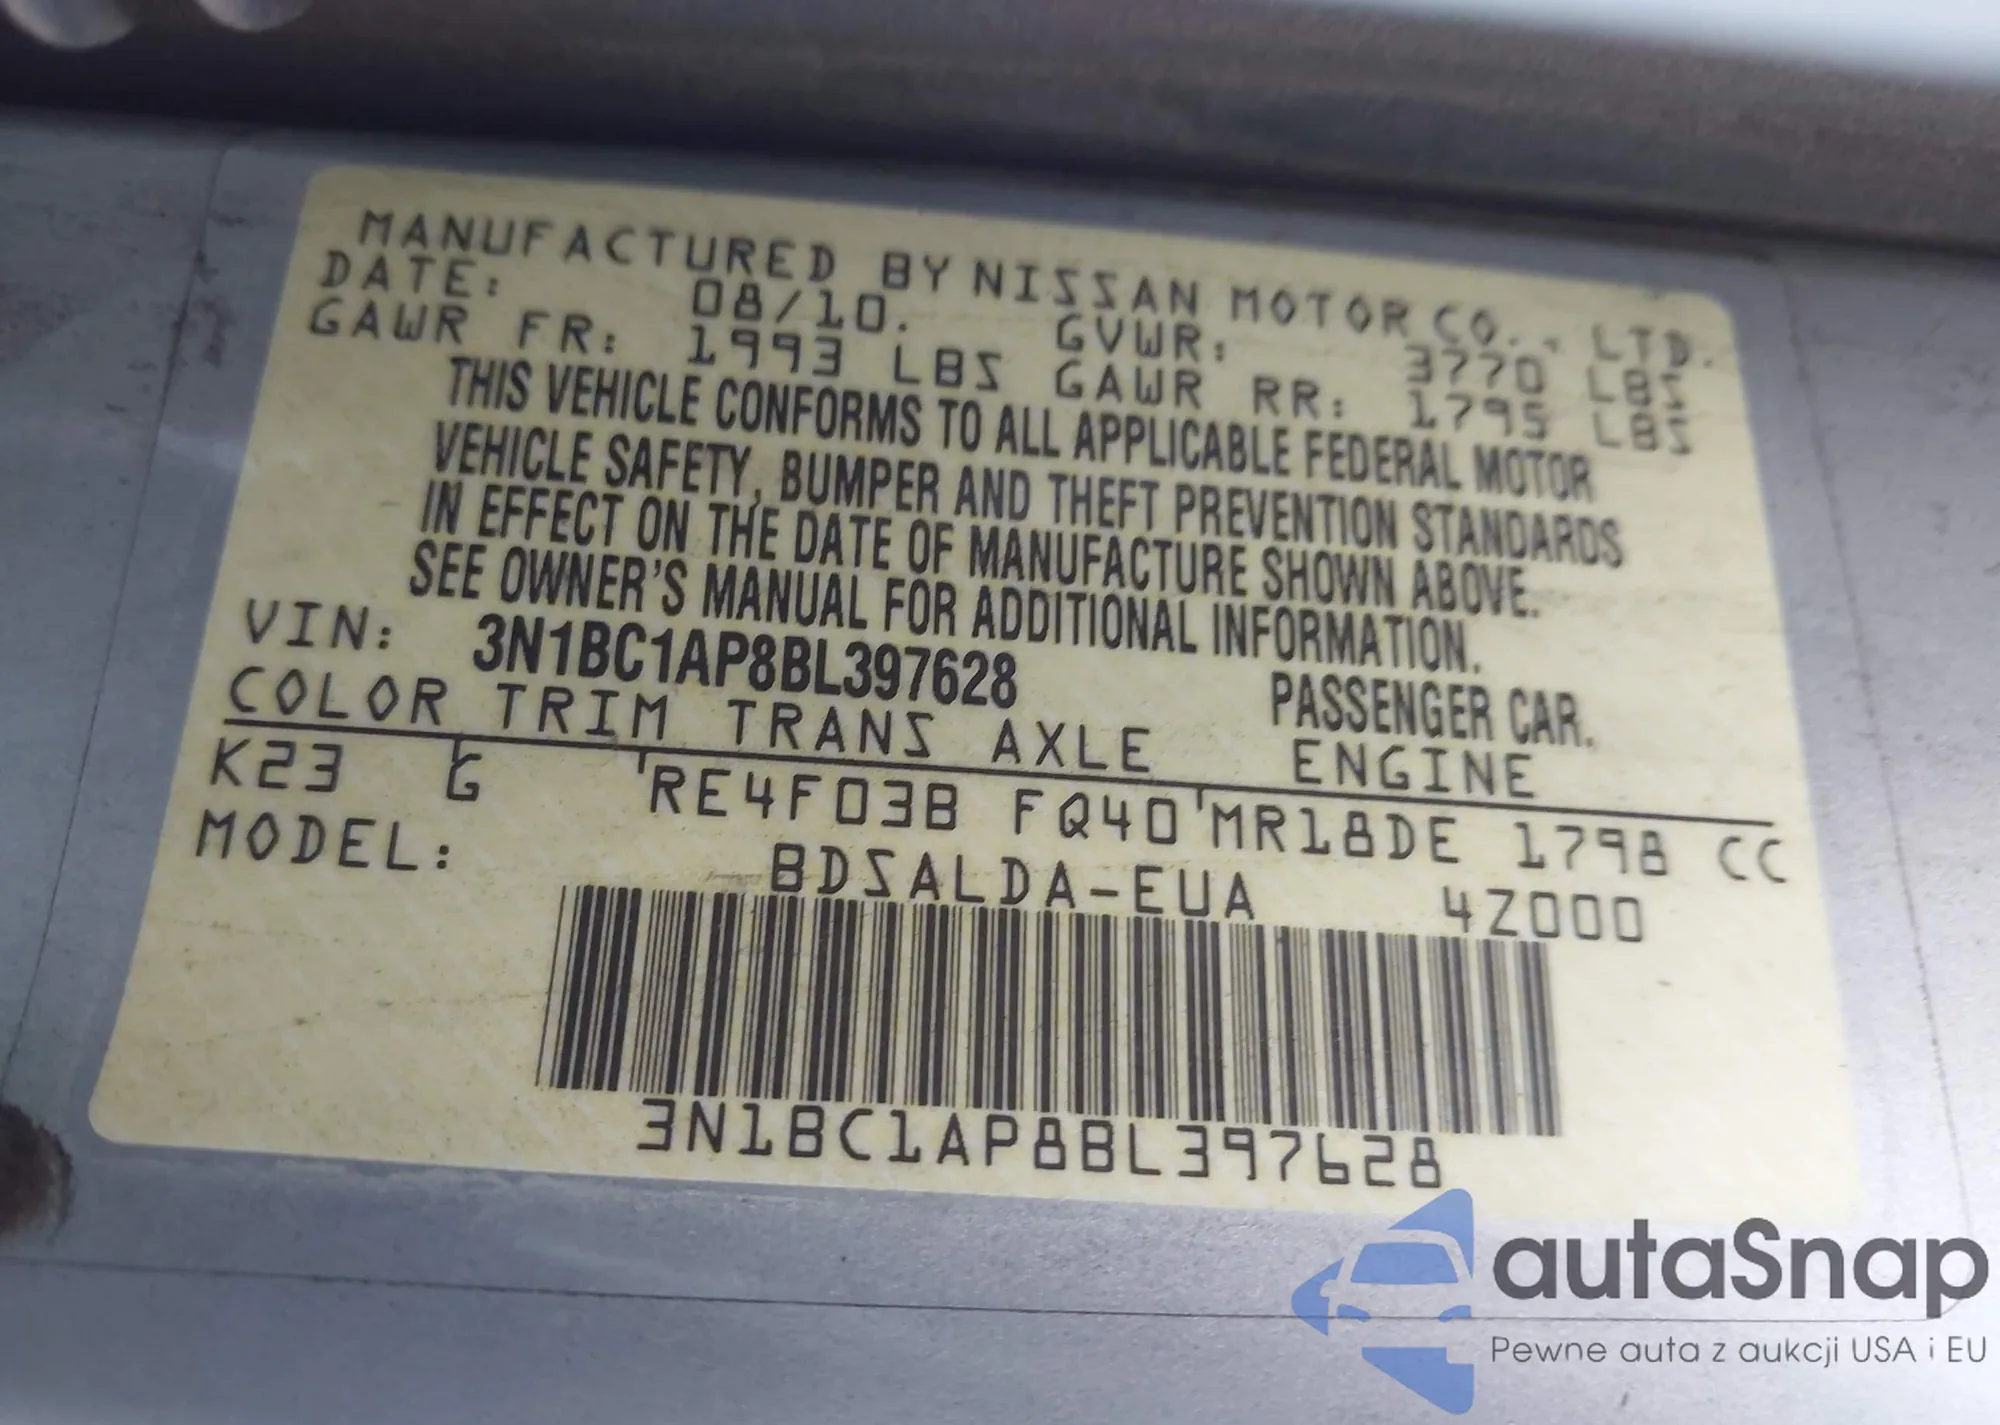 MANUFACTURED BY NISSAN MOTOR CO., LTD.
DATE: 08/10. GVWR: 3770 LBS
GAWR FR: 1993 LBS GAWR RR: 1795 LBS
THIS VEHICLE CONFORMS TO ALL APPLICABLE FEDERAL MOTOR
VEHICLE SAFETY, BUMPER AND THEFT PREVENTION STANDARDS
IN EFFECT ON THE DATE OF MANUFACTURE SHOWN ABOVE.
SEE OWNER'S MANUAL FOR ADDITIONAL INFORMATION.
VIN: 3N1BC1AP8BL397628 PASSENGER CAR.
COLOR TRIM TRANS AXLE ENGINE
K23 G RE4F03B FQ40 MR18DE 1798 CC
MODEL: BDSALDA-EUA 4Z000
3N1BC1AP8BL397628
autaSnap
Pewne auta z aukcji USA i EU